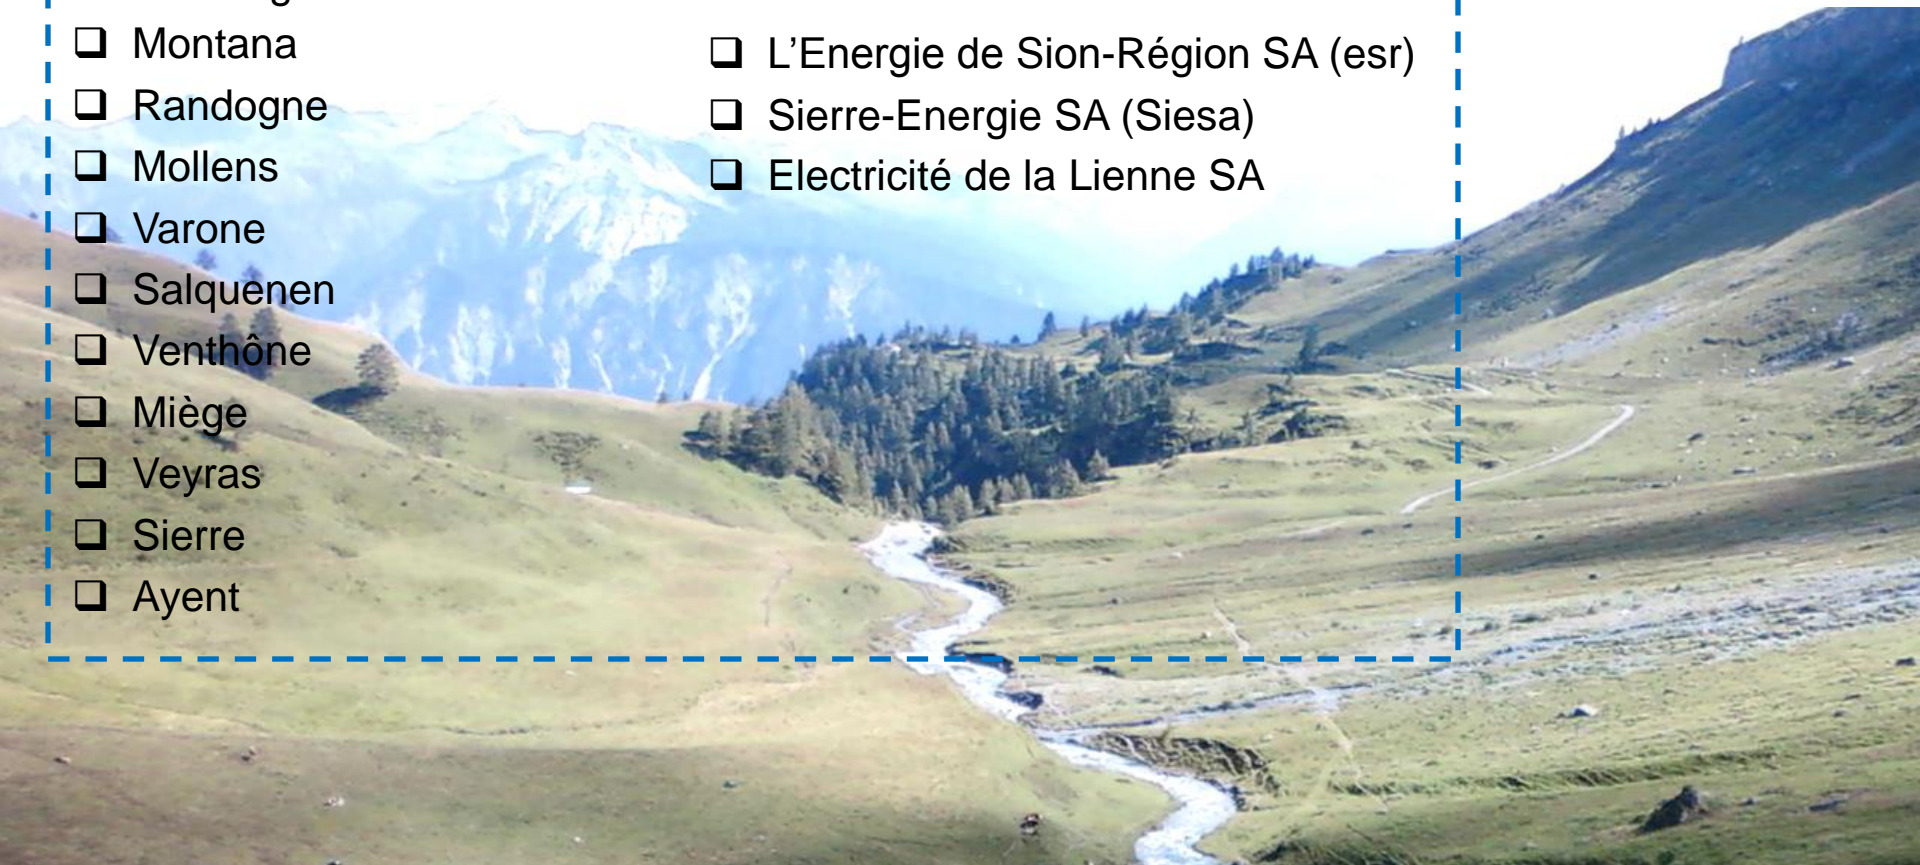 Montana
Randogne
Mollens
Varone
Salquenen
Venthône
Miège
Veyras
Sierre
Ayent
L’Energie de Sion-Région SA (esr)
Sierre-Energie SA (Siesa)
Electricité de la Lienne SA